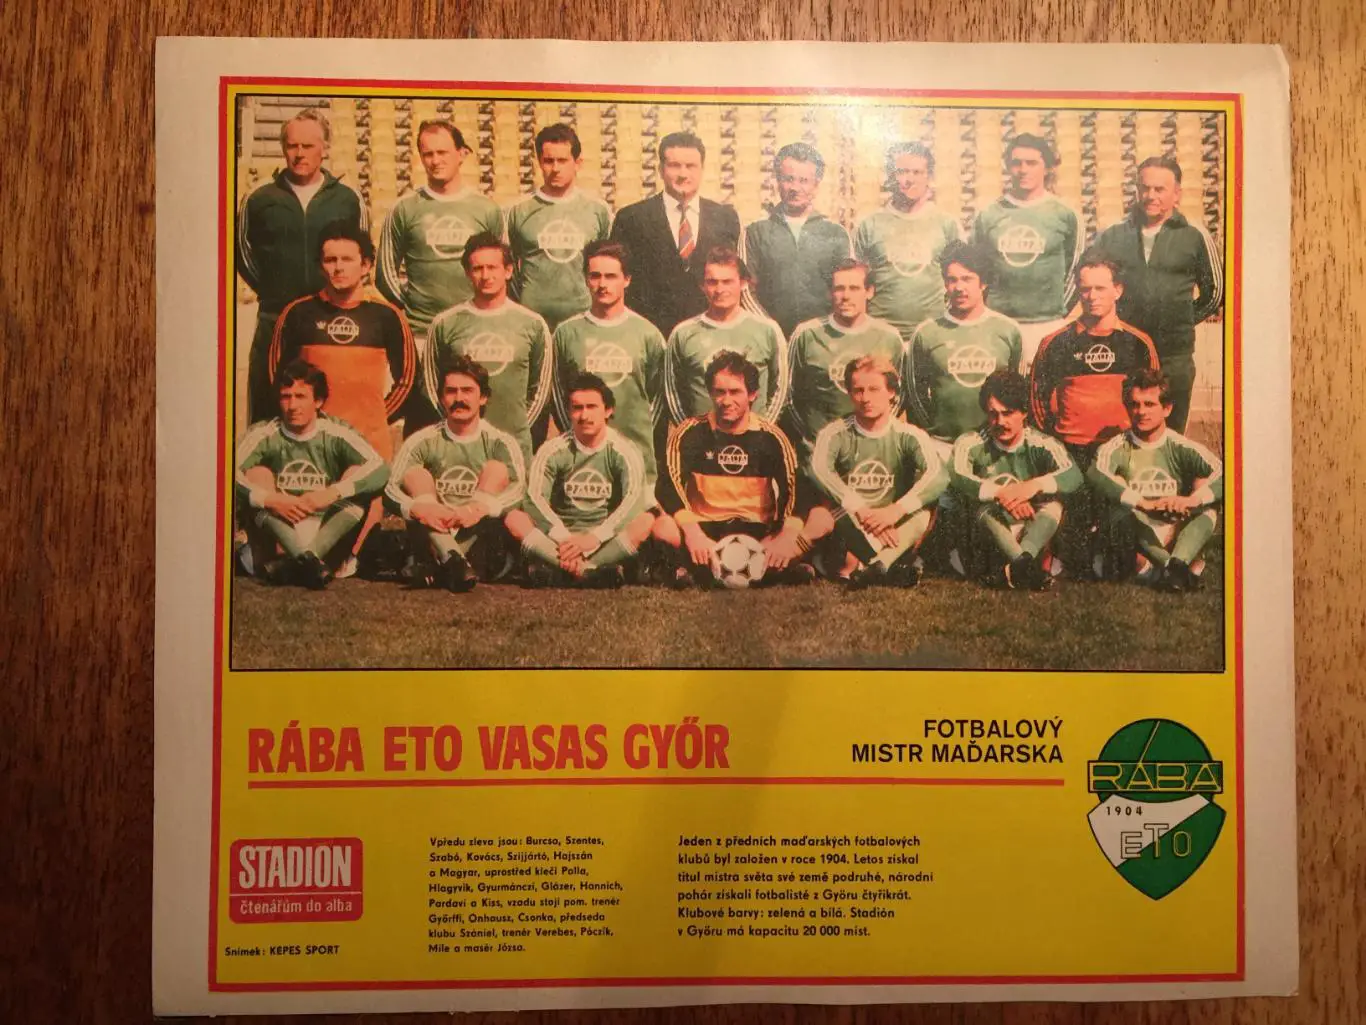 RÁBA ETO VASAS GYŐR
FOTBALOVÝ
MISTR MAĎARSKA
RÁBA
1904
ETO
STADION
čtenářům do alba
Snímek: KÉPES SPORT
Vpředu zleva jsou: Burcsa, Szentes,
Szabó, Kovács, Szijjártó, Hajszán
a Magyar, uprostřed klečí Palla,
Hlagyvik, Gyurmánczi, Glázer, Hannich,
Pardavi a Kiss, vzadu stojí pom. trenér
Győrffi, Onhausz, Csonka, předseda
klubu Szániel, trenér Verebes, Póczik,
Mile a masér Józsa.
Jeden z předních maďarských fotbalových
klubů byl založen v roce 1904. Letos získal
titul mistra světa své země podruhé, národní
pohár získali fotbalisté z Györu čtyřikrát.
Klubové barvy: zelená a bílá. Stadión
v Györu má kapacitu 20 000 míst.